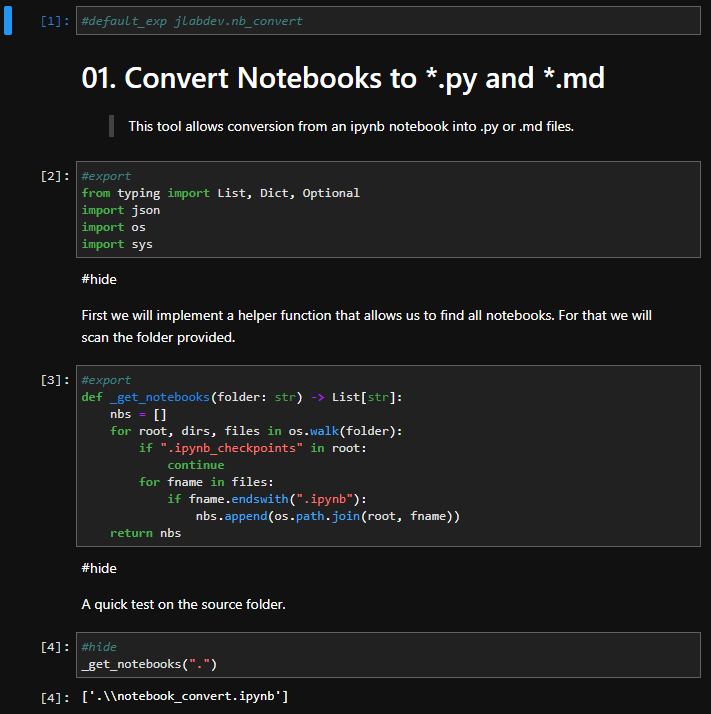 [1]: #default_exp jlabdev.nb_convert
01. Convert Notebooks to *.py and *.md
This tool allows conversion from an ipynb notebook into .py or .md files.
[2]: #export
from typing import List, Dict, Optional
import json
import os
import sys
#hide
First we will implement a helper function that allows us to find all notebooks. For that we will
scan the folder provided.
[3]: #export
def _get_notebooks(folder: str) -> List[str]:
    nbs = []
    for root, dirs, files in os.walk(folder):
        if ".ipynb_checkpoints" in root:
            continue
        for fname in files:
            if fname.endswith(".ipynb"):
                nbs.append(os.path.join(root, fname))
    return nbs
#hide
A quick test on the source folder.
[4]: #hide
_get_notebooks(".")
[4]: ['.\\notebook_convert.ipynb']